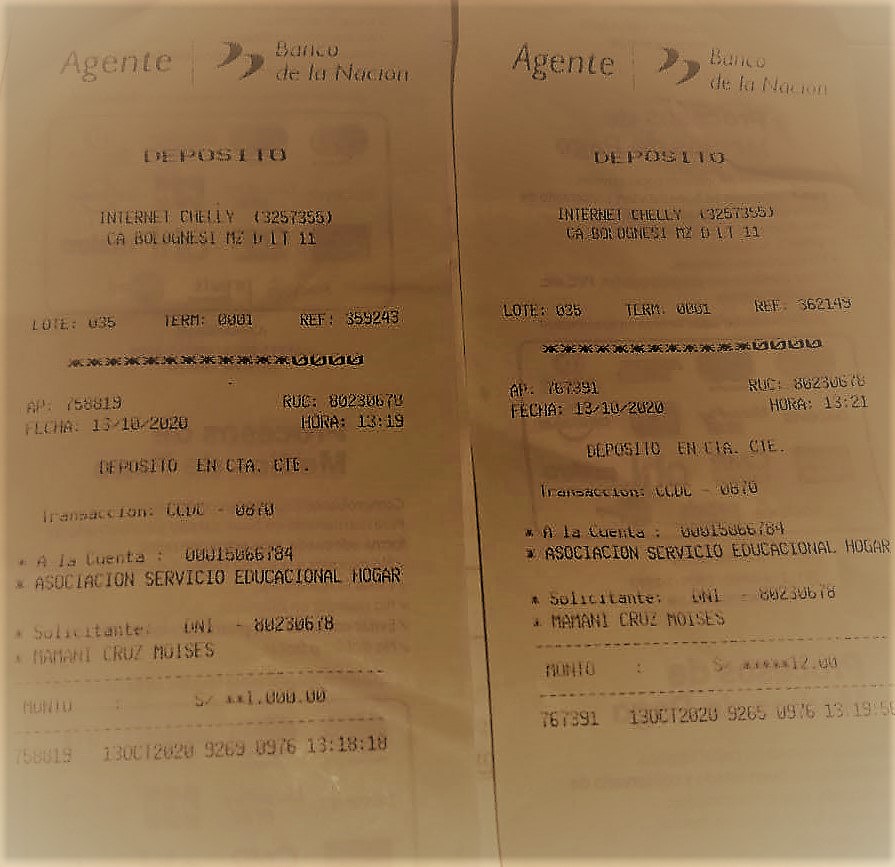 Agente
Banco
de la Nación
DEPOSITO
INTERNET CHELLY (3257355)
CA BOLOGNESI MZ D LT 11
LOTE: 035 TERM: 0001 REF: 359243
************0000
AP: 758819 RUC: 80230678
FECHA: 13/10/2020 HORA: 13:19
DEPOSITO EN CTA. CTE.
Transaccion: CCDC - 0870
* A la Cuenta : 00015066784
* ASOCIACION SERVICIO EDUCACIONAL HOGAR
* Solicitante: DNI - 80230678
* MAMANI CRUZ MOISES
MONTO : S/ **1,000.00
758819 13OCT2020 9269 0976 13:18:18
Agente
Banco
de la Nación
DEPOSITO
INTERNET CHELLY (3257355)
CA BOLOGNESI MZ D LT 11
LOTE: 035 TERM: 0001 REF: 362149
************0000
AP: 767391 RUC: 80230678
FECHA: 13/10/2020 HORA: 13:21
DEPOSITO EN CTA. CTE.
Transaccion: CCDC - 0870
* A la Cuenta : 00015066784
* ASOCIACION SERVICIO EDUCACIONAL HOGAR
* Solicitante: DNI - 80230678
* MAMANI CRUZ MOISES
MONTO : S/ *****12.00
767391 13OCT2020 9265 0976